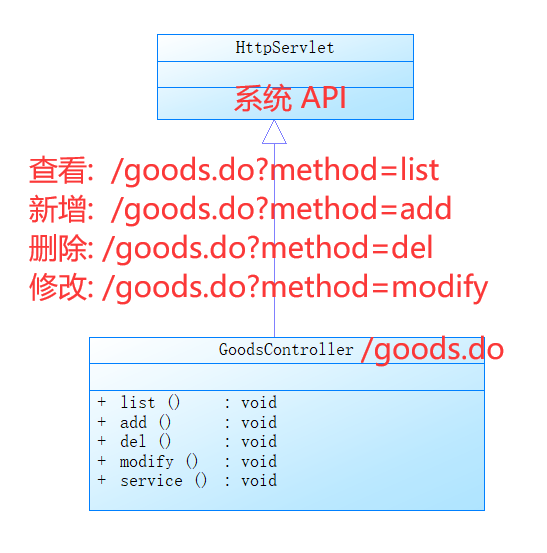 HttpServlet
系统 API
查看: /goods.do?method=list
新增: /goods.do?method=add
删除: /goods.do?method=del
修改: /goods.do?method=modify
GoodsController /goods.do
+ list () : void
+ add () : void
+ del () : void
+ modify () : void
+ service () : void